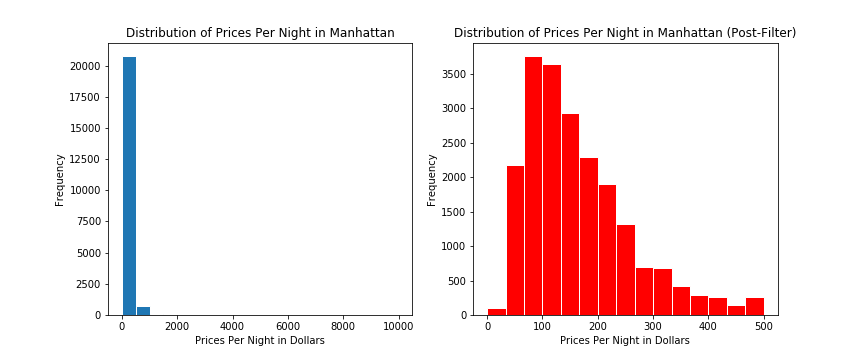 Distribution of Prices Per Night in Manhattan
20000
17500
15000
12500
10000
7500
5000
2500
0
Frequency
0 2000 4000 6000 8000 10000
Prices Per Night in Dollars
Distribution of Prices Per Night in Manhattan (Post-Filter)
3500
3000
2500
2000
1500
1000
500
0
Frequency
0 100 200 300 400 500
Prices Per Night in Dollars